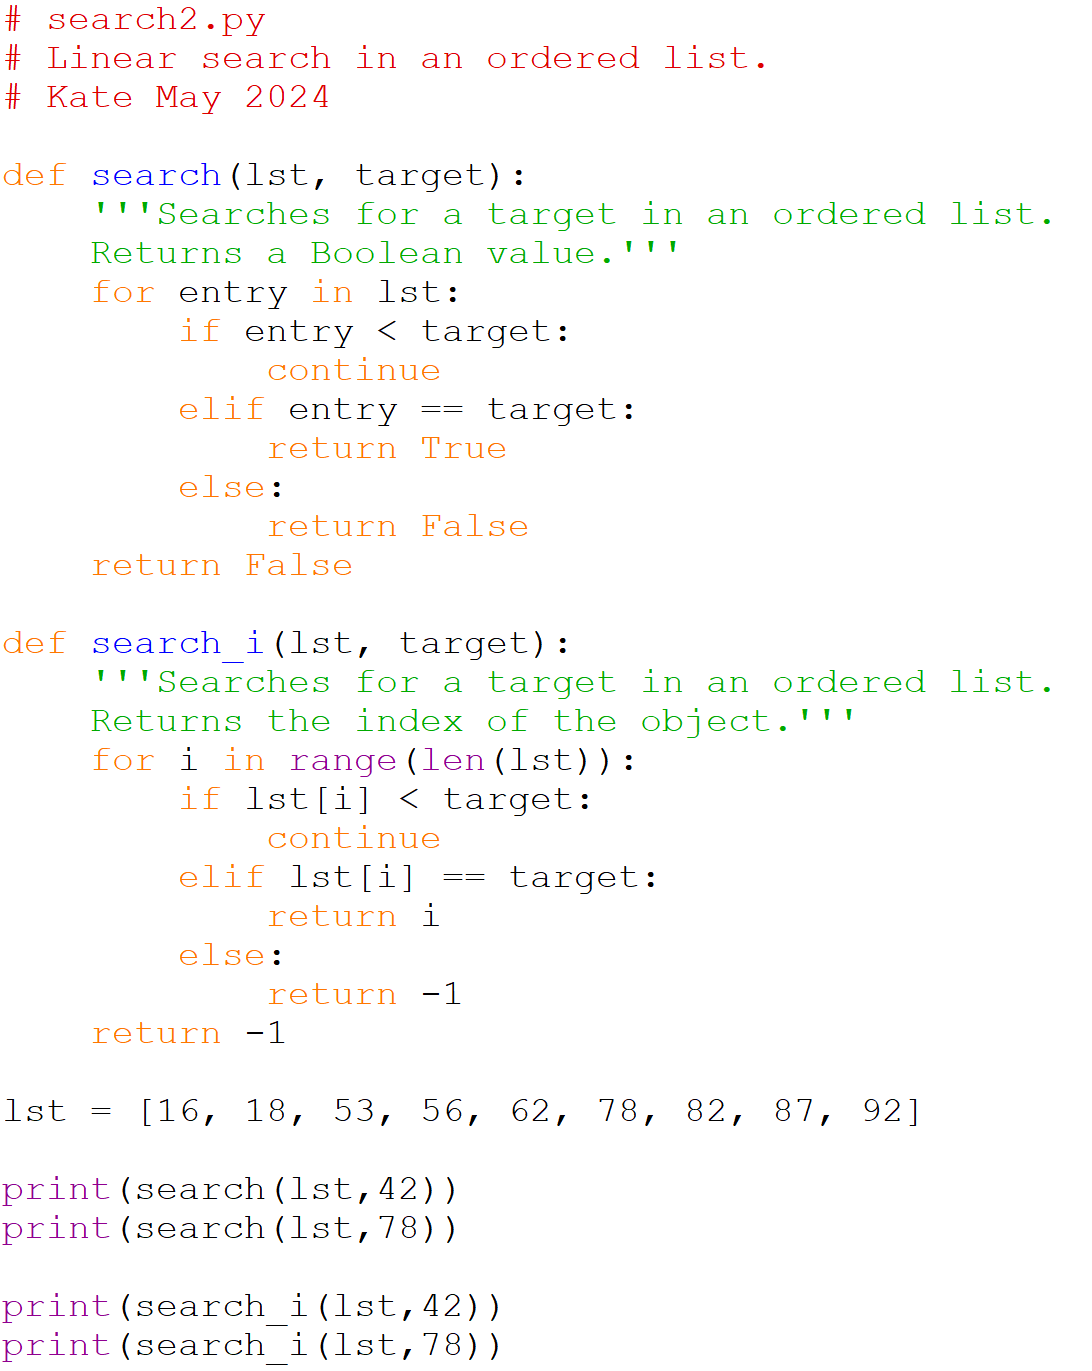 # search2.py
# Linear search in an ordered list.
# Kate May 2024

def search(lst, target):
    '''Searches for a target in an ordered list.
    Returns a Boolean value.'''
    for entry in lst:
        if entry < target:
            continue
        elif entry == target:
            return True
        else:
            return False
    return False

def search_i(lst, target):
    '''Searches for a target in an ordered list.
    Returns the index of the object.'''
    for i in range(len(lst)):
        if lst[i] < target:
            continue
        elif lst[i] == target:
            return i
        else:
            return -1
    return -1

lst = [16, 18, 53, 56, 62, 78, 82, 87, 92]

print(search(lst,42))
print(search(lst,78))

print(search_i(lst,42))
print(search_i(lst,78))